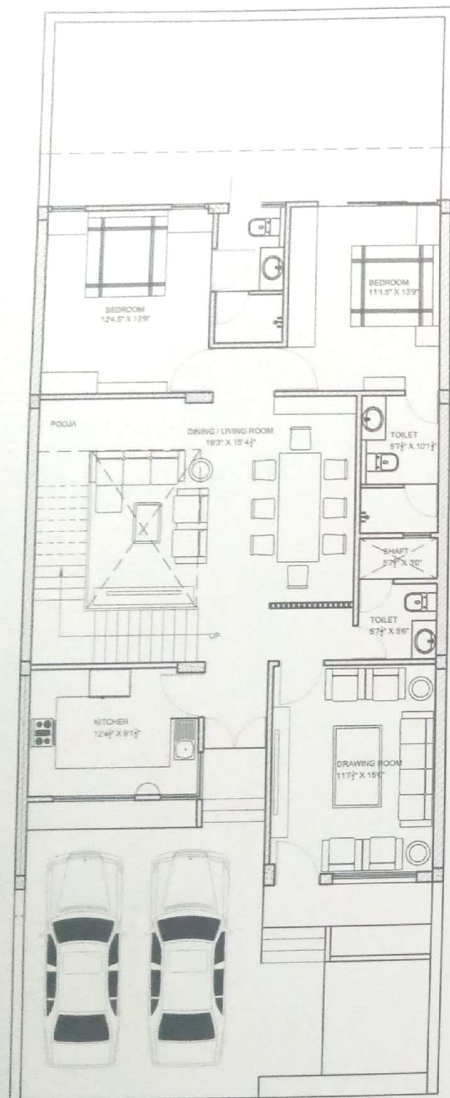 BEDROOM
12'4.5" X 13'9"
BEDROOM
11'1.5" X 13'9"
POOJA
DINING / LIVING ROOM
19'3" X 15'4½"
TOILET
5'7½" X 10'1½"
SHAFT
5'7½" X 3'0"
TOILET
5'7½" X 5'6"
UP
KITCHEN
12'4½" X 9'1½"
DRAWING ROOM
11'7½" X